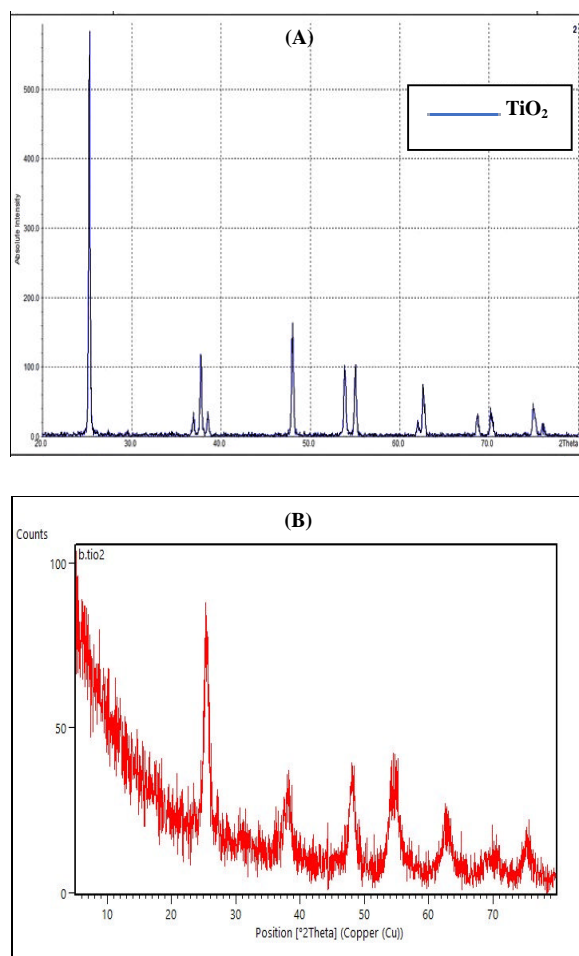 (A)
2
TiO₂
Absolute Intensity
500.0
400.0
300.0
200.0
100.0
0.0
20.0 30.0 40.0 50.0 60.0 70.0 2Theta
(B)
Counts
b.tio2
100
50
0
10 20 30 40 50 60 70
Position [°2Theta] (Copper (Cu))